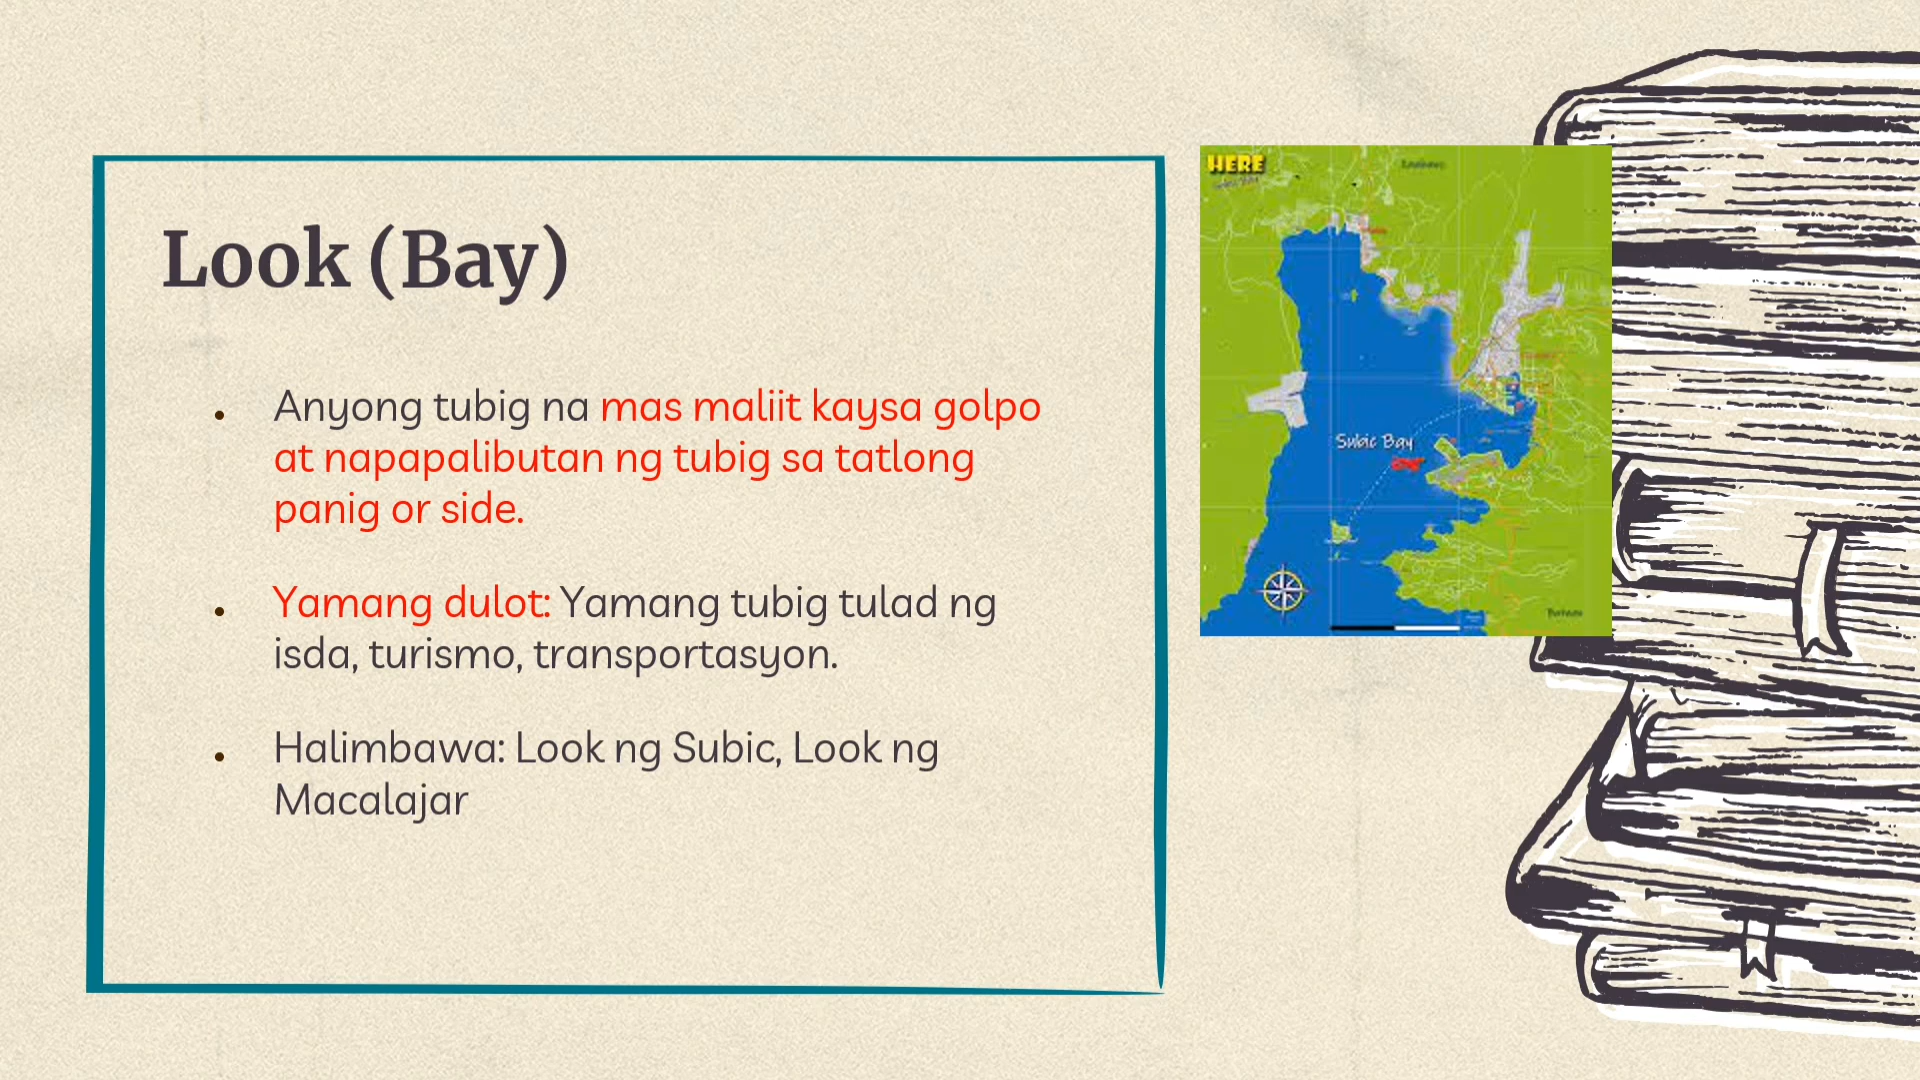 Look (Bay)
• Anyong tubig na mas maliit kaysa golpo
at napapalibutan ng tubig sa tatlong
panig or side.
• Yamang dulot: Yamang tubig tulad ng
isda, turismo, transportasyon.
• Halimbawa: Look ng Subic, Look ng
Macalajar
HERE
Subic Bay